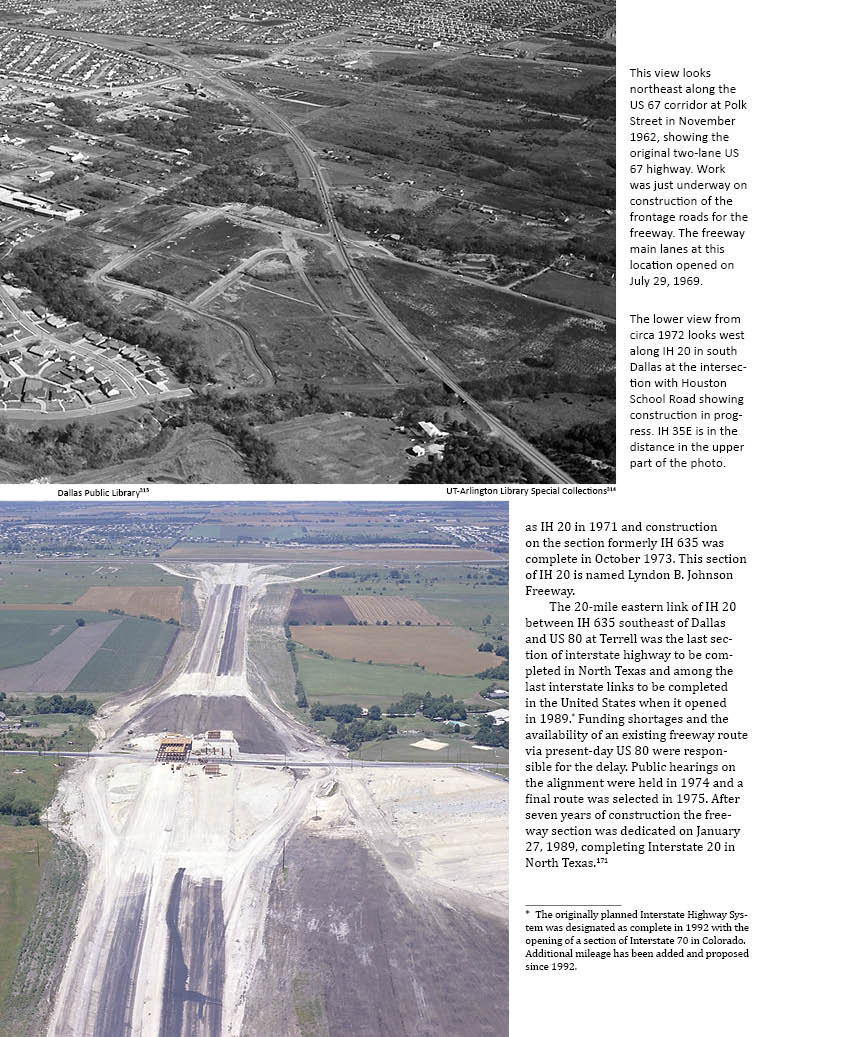 This view looks
northeast along the
US 67 corridor at Polk
Street in November
1962, showing the
original two-lane US
67 highway. Work
was just underway on
construction of the
frontage roads for the
freeway. The freeway
main lanes at this
location opened on
July 29, 1969.
The lower view from
circa 1972 looks west
along IH 20 in south
Dallas at the intersec-
tion with Houston
School Road showing
construction in prog-
ress. IH 35E is in the
distance in the upper
part of the photo.
Dallas Public Library³¹³
UT-Arlington Library Special Collections³¹⁴
as IH 20 in 1971 and construction
on the section formerly IH 635 was
complete in October 1973. This section
of IH 20 is named Lyndon B. Johnson
Freeway.
The 20-mile eastern link of IH 20
between IH 635 southeast of Dallas
and US 80 at Terrell was the last sec-
tion of interstate highway to be com-
pleted in North Texas and among the
last interstate links to be completed
in the United States when it opened
in 1989.* Funding shortages and the
availability of an existing freeway route
via present-day US 80 were respon-
sible for the delay. Public hearings on
the alignment were held in 1974 and a
final route was selected in 1975. After
seven years of construction the free-
way section was dedicated on January
27, 1989, completing Interstate 20 in
North Texas.¹⁷¹
* The originally planned Interstate Highway Sys-
tem was designated as complete in 1992 with the
opening of a section of Interstate 70 in Colorado.
Additional mileage has been added and proposed
since 1992.